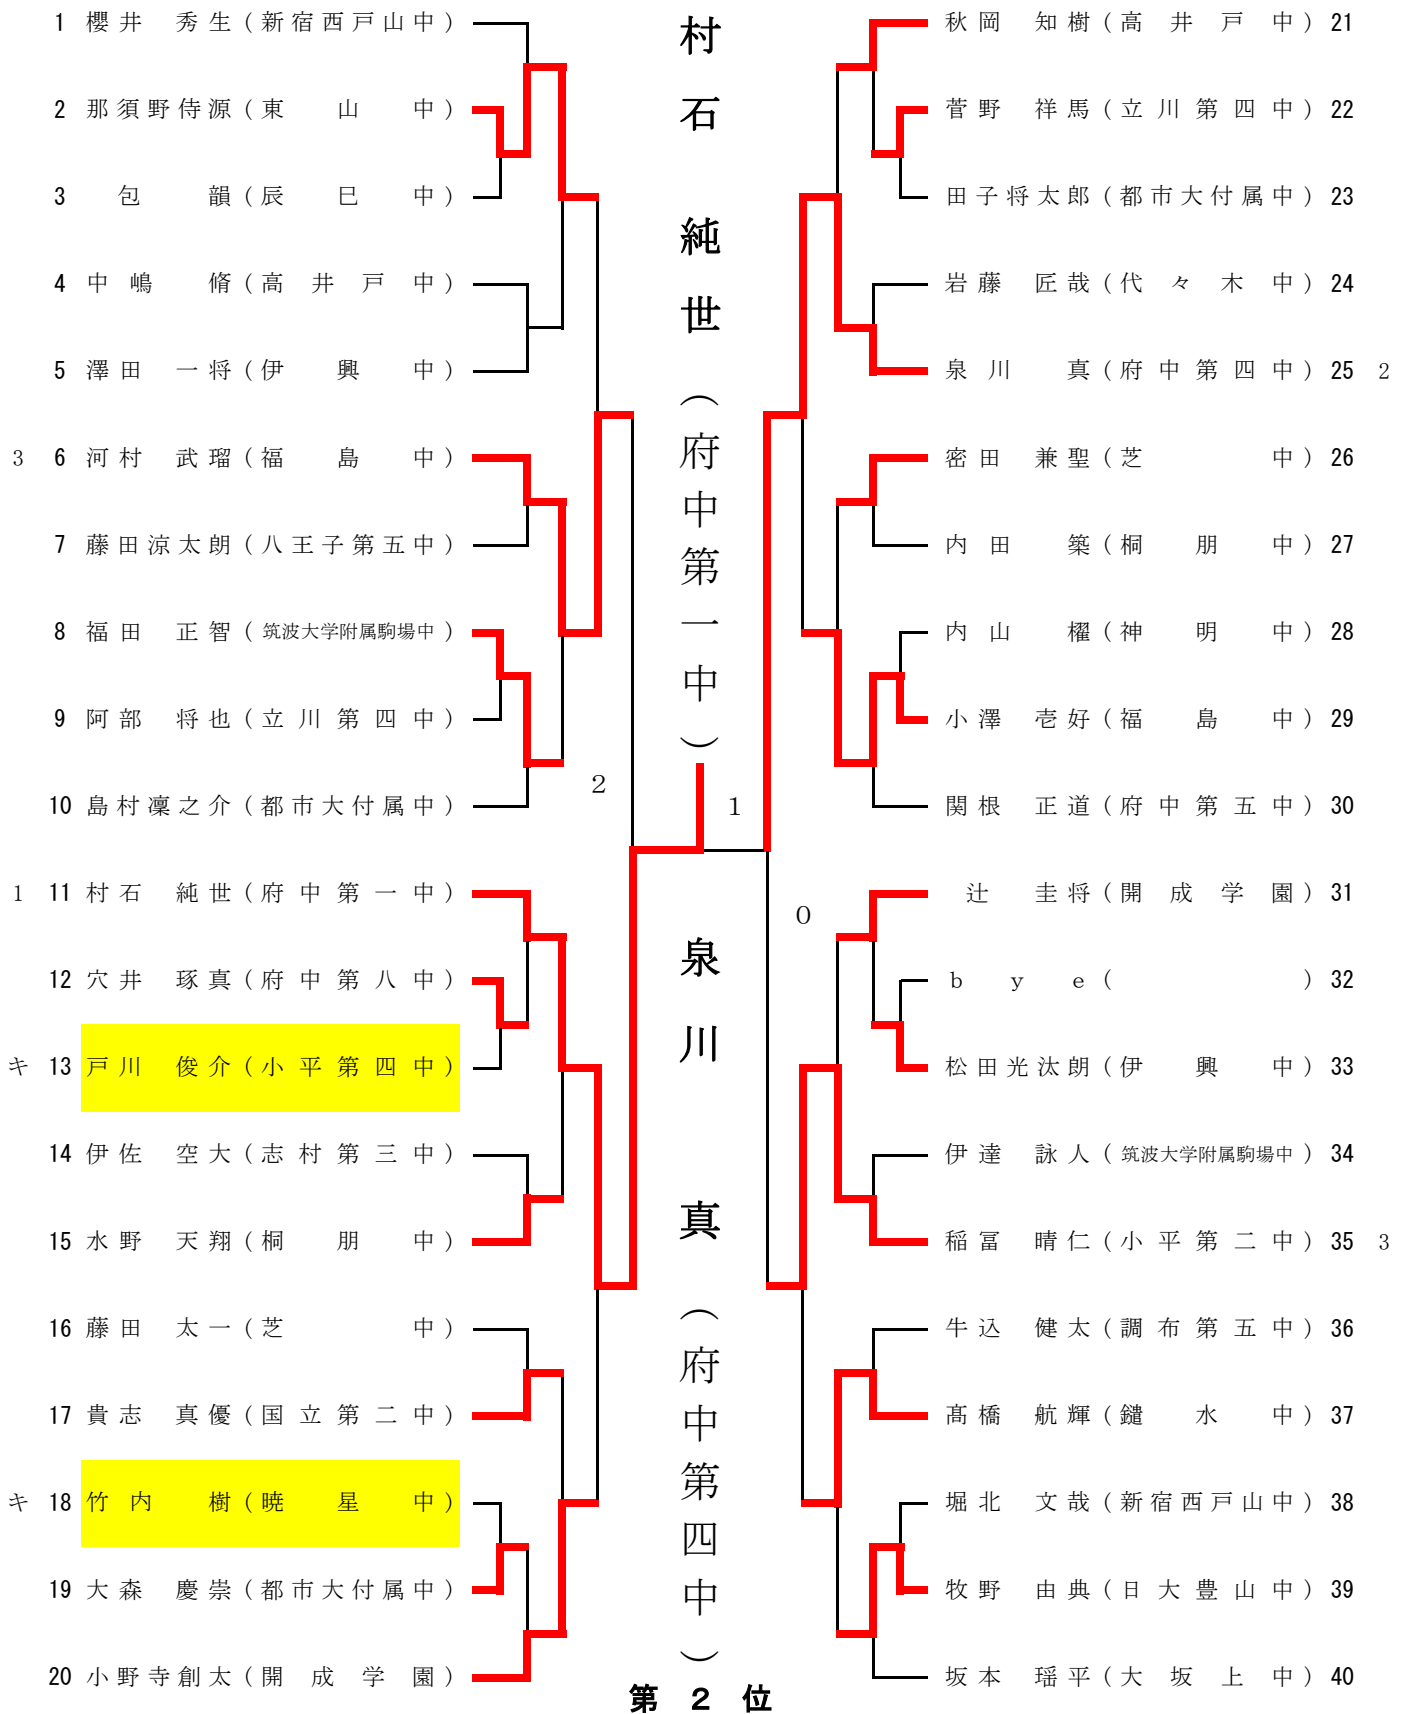 1 櫻井 秀生(新宿西戸山中)
2 那須野侍源(東山中)
3 包 韻(辰巳中)
4 中嶋 脩(高井戸中)
5 澤田 一将(伊興中)
3 6 河村 武瑠(福島中)
7 藤田涼太朗(八王子第五中)
8 福田 正智(筑波大学附属駒場中)
9 阿部 将也(立川第四中)
10 島村凜之介(都市大付属中)
1 11 村石 純世(府中第一中)
12 穴井 琢真(府中第八中)
キ 13 戸川 俊介(小平第四中)
14 伊佐 空大(志村第三中)
15 水野 天翔(桐朋中)
16 藤田 太一(芝中)
17 貴志 真優(国立第二中)
キ 18 竹内 樹(暁星中)
19 大森 慶崇(都市大付属中)
20 小野寺創太(開成学園)
村石 純世(府中第一中)
2
1
0
泉川 真(府中第四中)
第2位
秋岡 知樹(高井戸中) 21
菅野 祥馬(立川第四中) 22
田子将太郎(都市大付属中) 23
岩藤 匠哉(代々木中) 24
泉川 真(府中第四中) 25 2
密田 兼聖(芝中) 26
内田 築(桐朋中) 27
内山 櫂(神明中) 28
小澤 壱好(福島中) 29
関根 正道(府中第五中) 30
辻 圭将(開成学園) 31
bye( ) 32
松田光汰朗(伊興中) 33
伊達 詠人(筑波大学附属駒場中) 34
稲冨 晴仁(小平第二中) 35 3
牛込 健太(調布第五中) 36
髙橋 航輝(鑓水中) 37
堀北 文哉(新宿西戸山中) 38
牧野 由典(日大豊山中) 39
坂本 瑶平(大坂上中) 40